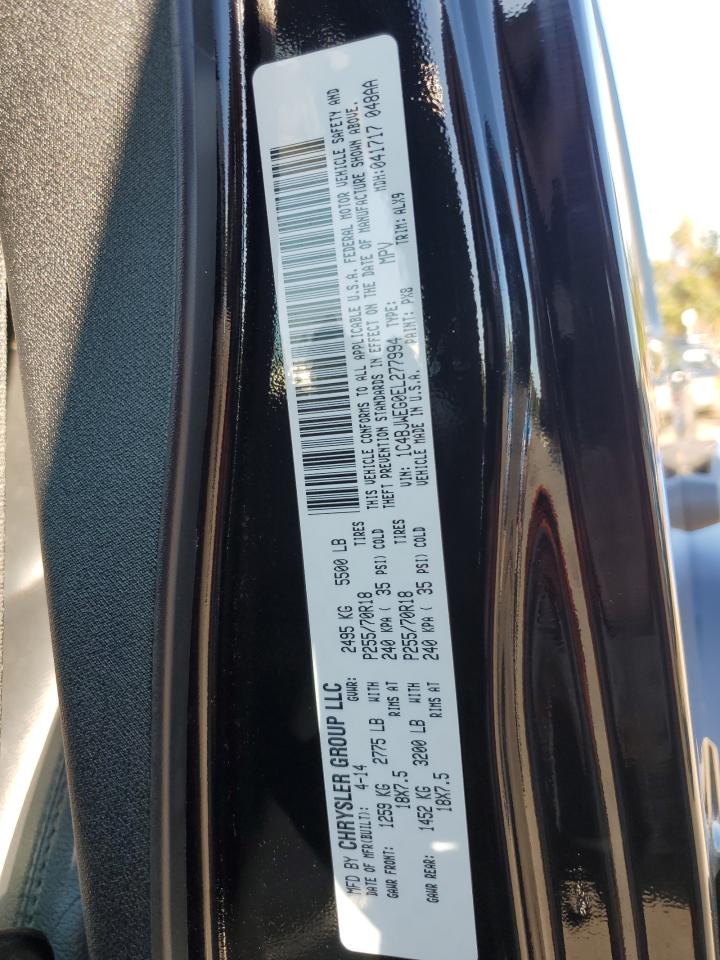 MFD BY CHRYSLER GROUP LLC
DATE OF MFR(BUILT): 4-14 GVWR: 2495 KG 5500 LB
GAWR FRONT: 1259 KG 2775 LB WITH P255/70R18 TIRES
18X7.5 RIMS AT 240 KPA ( 35 PSI) COLD
GAWR REAR: 1452 KG 3200 LB WITH P255/70R18 TIRES
18X7.5 RIMS AT 240 KPA ( 35 PSI) COLD
THIS VEHICLE CONFORMS TO ALL APPLICABLE U.S.A. FEDERAL MOTOR VEHICLE SAFETY AND
THEFT PREVENTION STANDARDS IN EFFECT ON THE DATE OF MANUFACTURE SHOWN ABOVE.
VIN: 1C4BJWEG0EL277994 TYPE: MPV MDH:041717 048AA
VEHICLE MADE IN U.S.A. PAINT: PX8 TRIM: ALX9